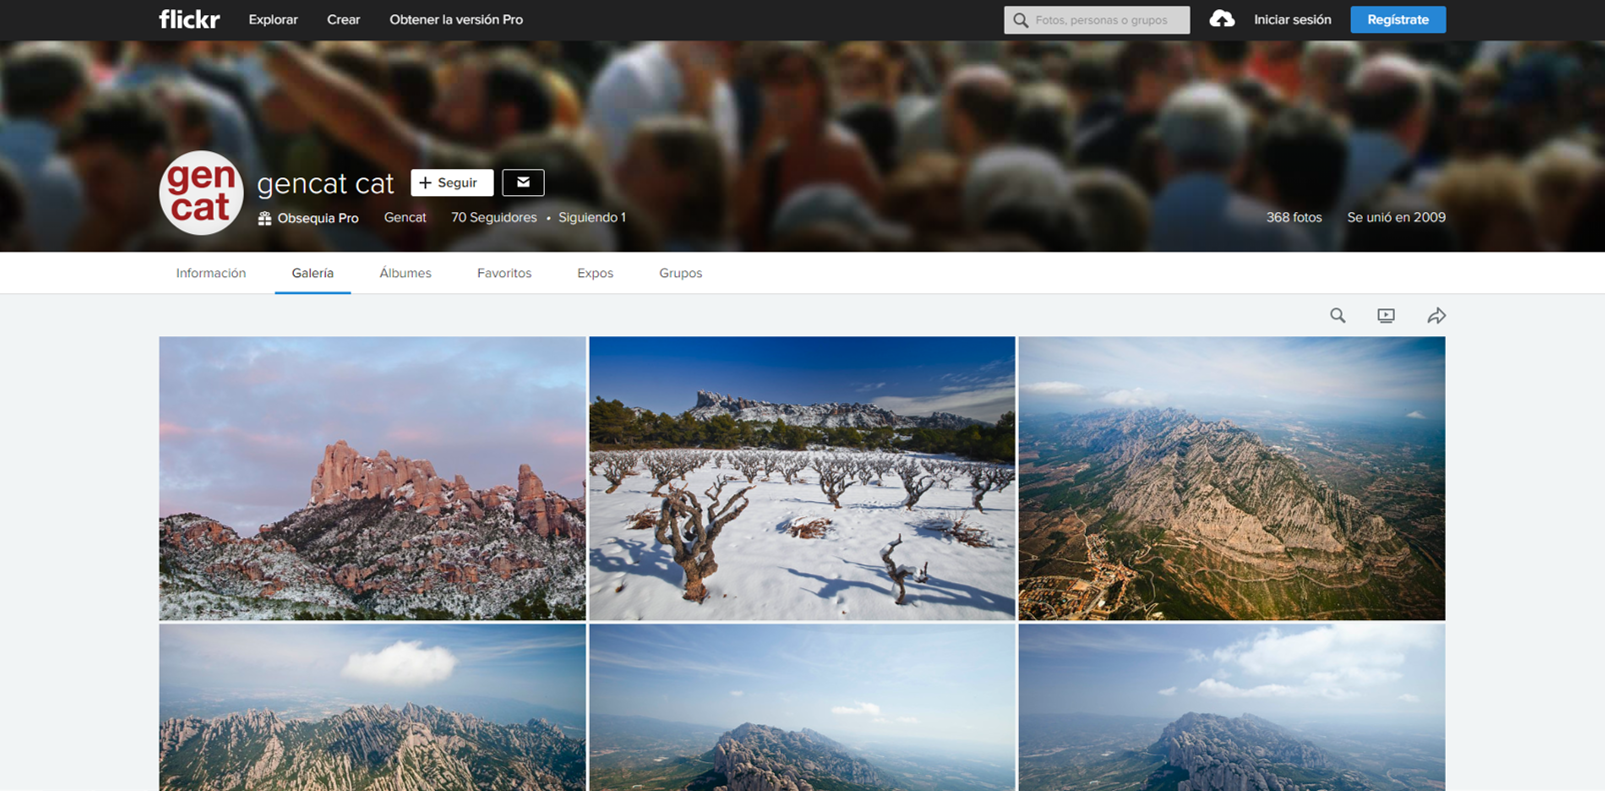 flickr Explorar Crear Obtener la versión Pro Fotos, personas o grupos Iniciar sesión Regístrate
gen
cat
gencat cat + Seguir
Obsequia Pro Gencat 70 Seguidores • Siguiendo 1 368 fotos Se unió en 2009
Información Galería Álbumes Favoritos Expos Grupos